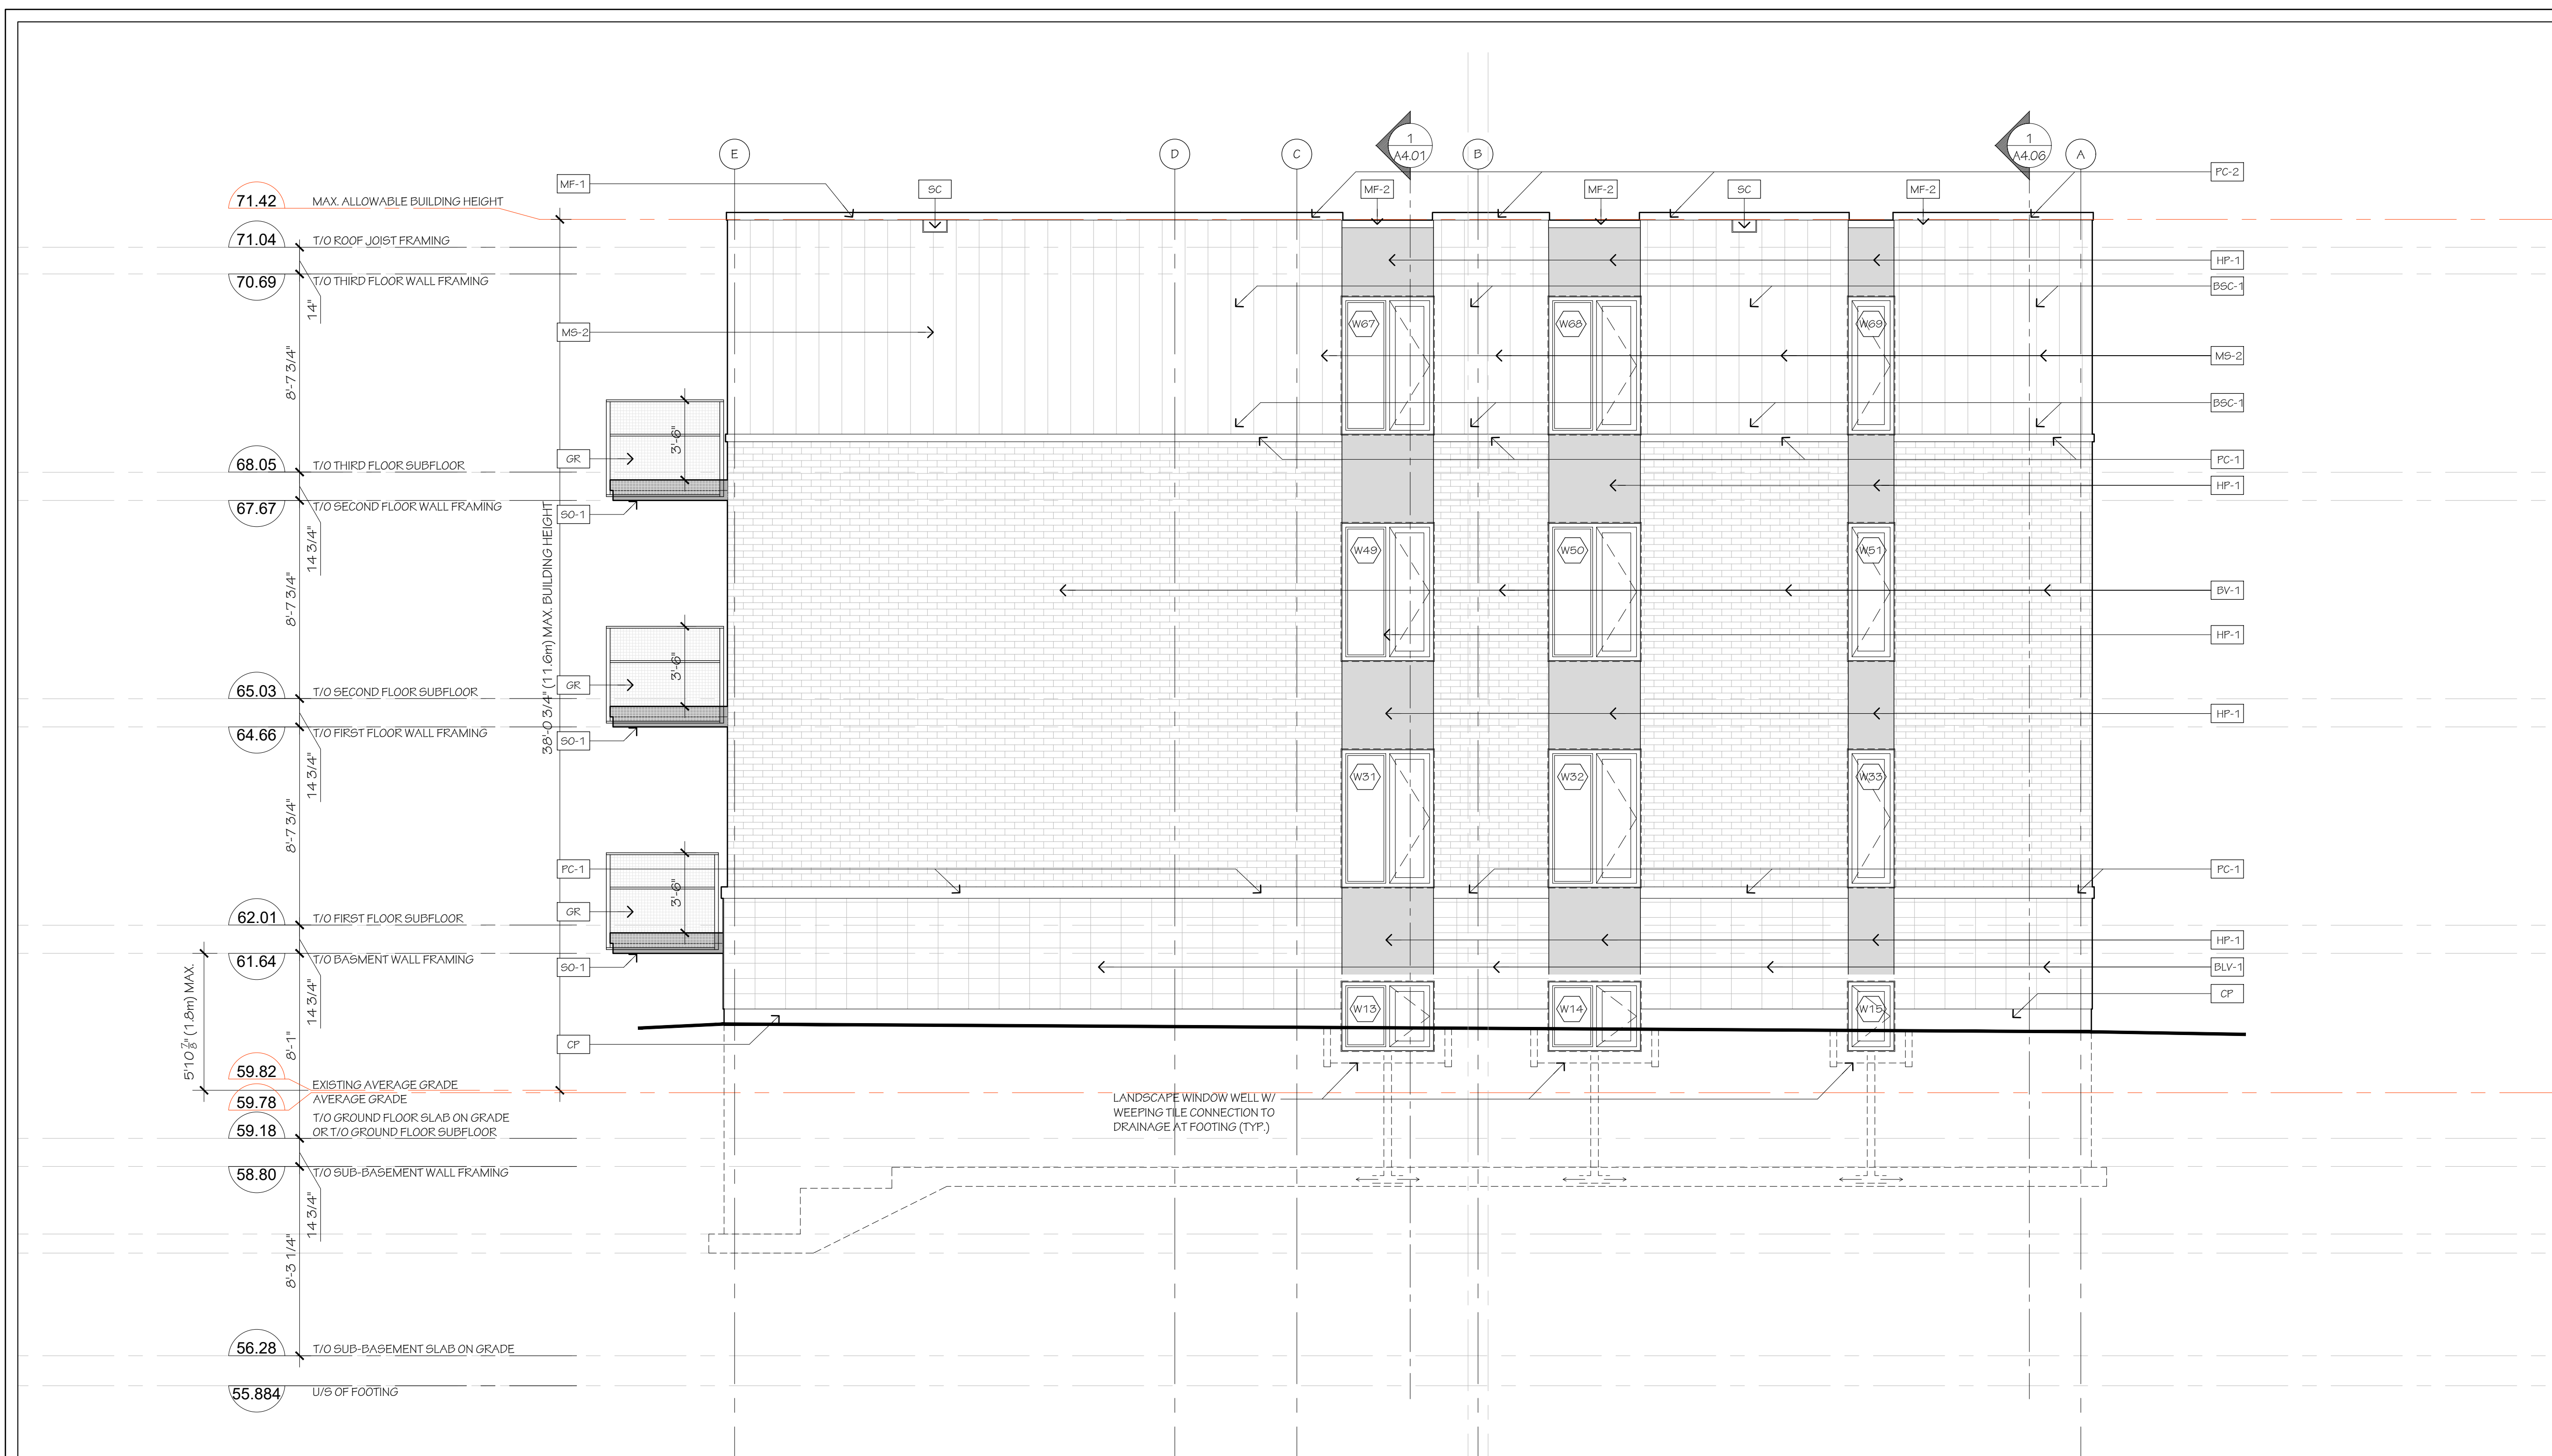 E
D
C
1
A4.01
B
1
A4.06
A
MF-1
SC
MF-2
MF-2
SC
MF-2
PC-2
71.42 MAX. ALLOWABLE BUILDING HEIGHT
71.04 T/O ROOF JOIST FRAMING
HP-1
70.69 T/O THIRD FLOOR WALL FRAMING
BSC-1
14"
W67
W68
W69
MS-2
MS-2
8'-7 3/4"
BSC-1
3'-6"
GR
PC-1
68.05 T/O THIRD FLOOR SUBFLOOR
HP-1
67.67 T/O SECOND FLOOR WALL FRAMING
SO-1
14 3/4"
W49
W50
W51
8'-7 3/4"
BV-1
38'-0 3/4" (11.6m) MAX. BUILDING HEIGHT
HP-1
3'-6"
GR
65.03 T/O SECOND FLOOR SUBFLOOR
HP-1
64.66 T/O FIRST FLOOR WALL FRAMING
SO-1
14 3/4"
W31
W32
W33
8'-7 3/4"
PC-1
PC-1
3'-6"
GR
62.01 T/O FIRST FLOOR SUBFLOOR
HP-1
61.64 T/O BASMENT WALL FRAMING
SO-1
BLV-1
CP
14 3/4"
W13
W14
W15
5'10 7/8" (1.8m) MAX.
8'-1"
CP
59.82 EXISTING AVERAGE GRADE
59.78 AVERAGE GRADE
LANDSCAPE WINDOW WELL W/
WEEPING TILE CONNECTION TO
DRAINAGE AT FOOTING (TYP.)
T/O GROUND FLOOR SLAB ON GRADE
59.18 OR T/O GROUND FLOOR SUBFLOOR
58.80 T/O SUB-BASEMENT WALL FRAMING
14 3/4"
8'-3 1/4"
56.28 T/O SUB-BASEMENT SLAB ON GRADE
55.884 U/S OF FOOTING